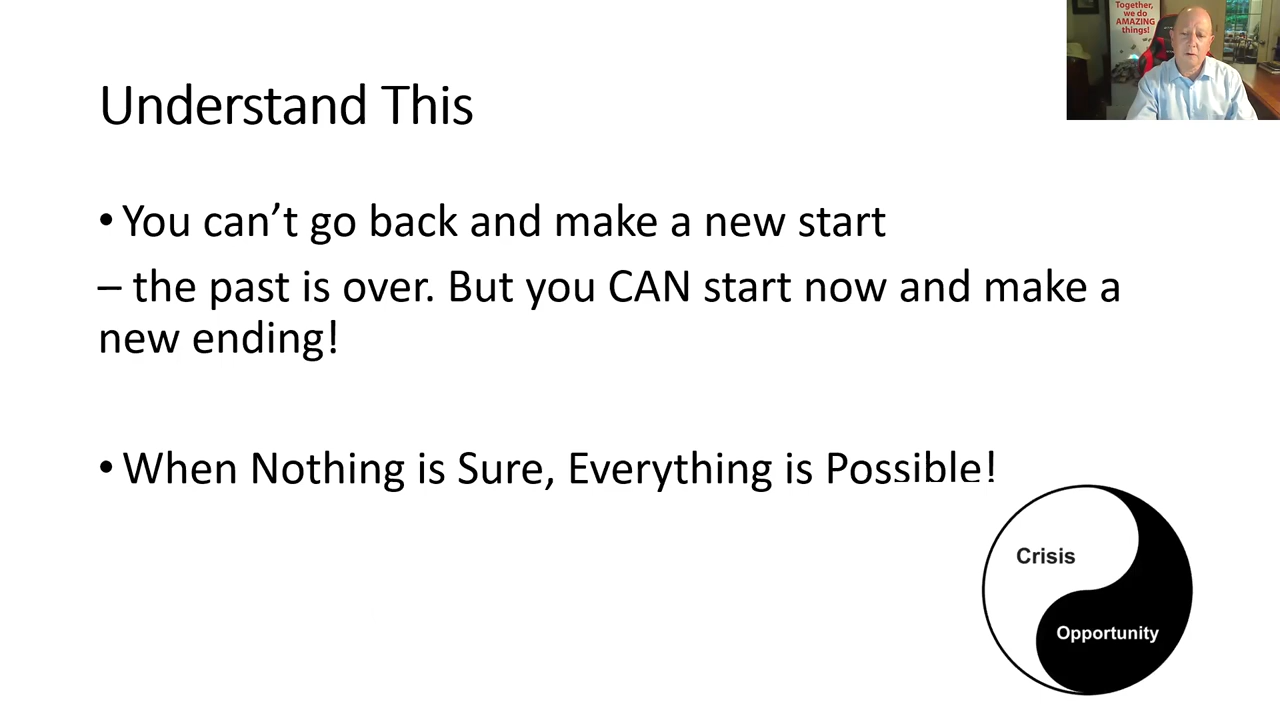 Together,
we do
AMAZING
things!
Understand This
• You can’t go back and make a new start
– the past is over. But you CAN start now and make a
new ending!
• When Nothing is Sure, Everything is Possible!
Crisis
Opportunity